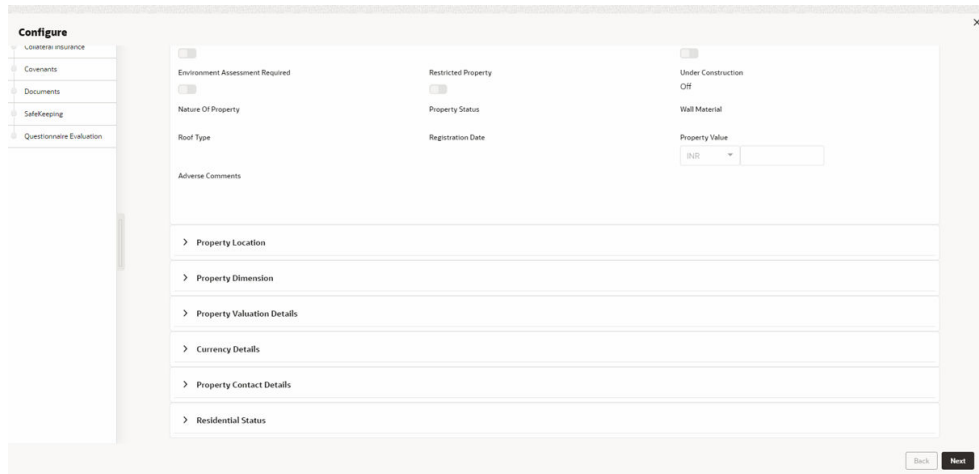 Configure
Collateral Insurance
Covenants
Documents
SafeKeeping
Questionnaire Evaluation
Environment Assessment Required
Restricted Property
Under Construction
Off
Nature Of Property
Property Status
Wall Material
Roof Type
Registration Date
Property Value
INR
Adverse Comments
Property Location
Property Dimension
Property Valuation Details
Currency Details
Property Contact Details
Residential Status
Back
Next